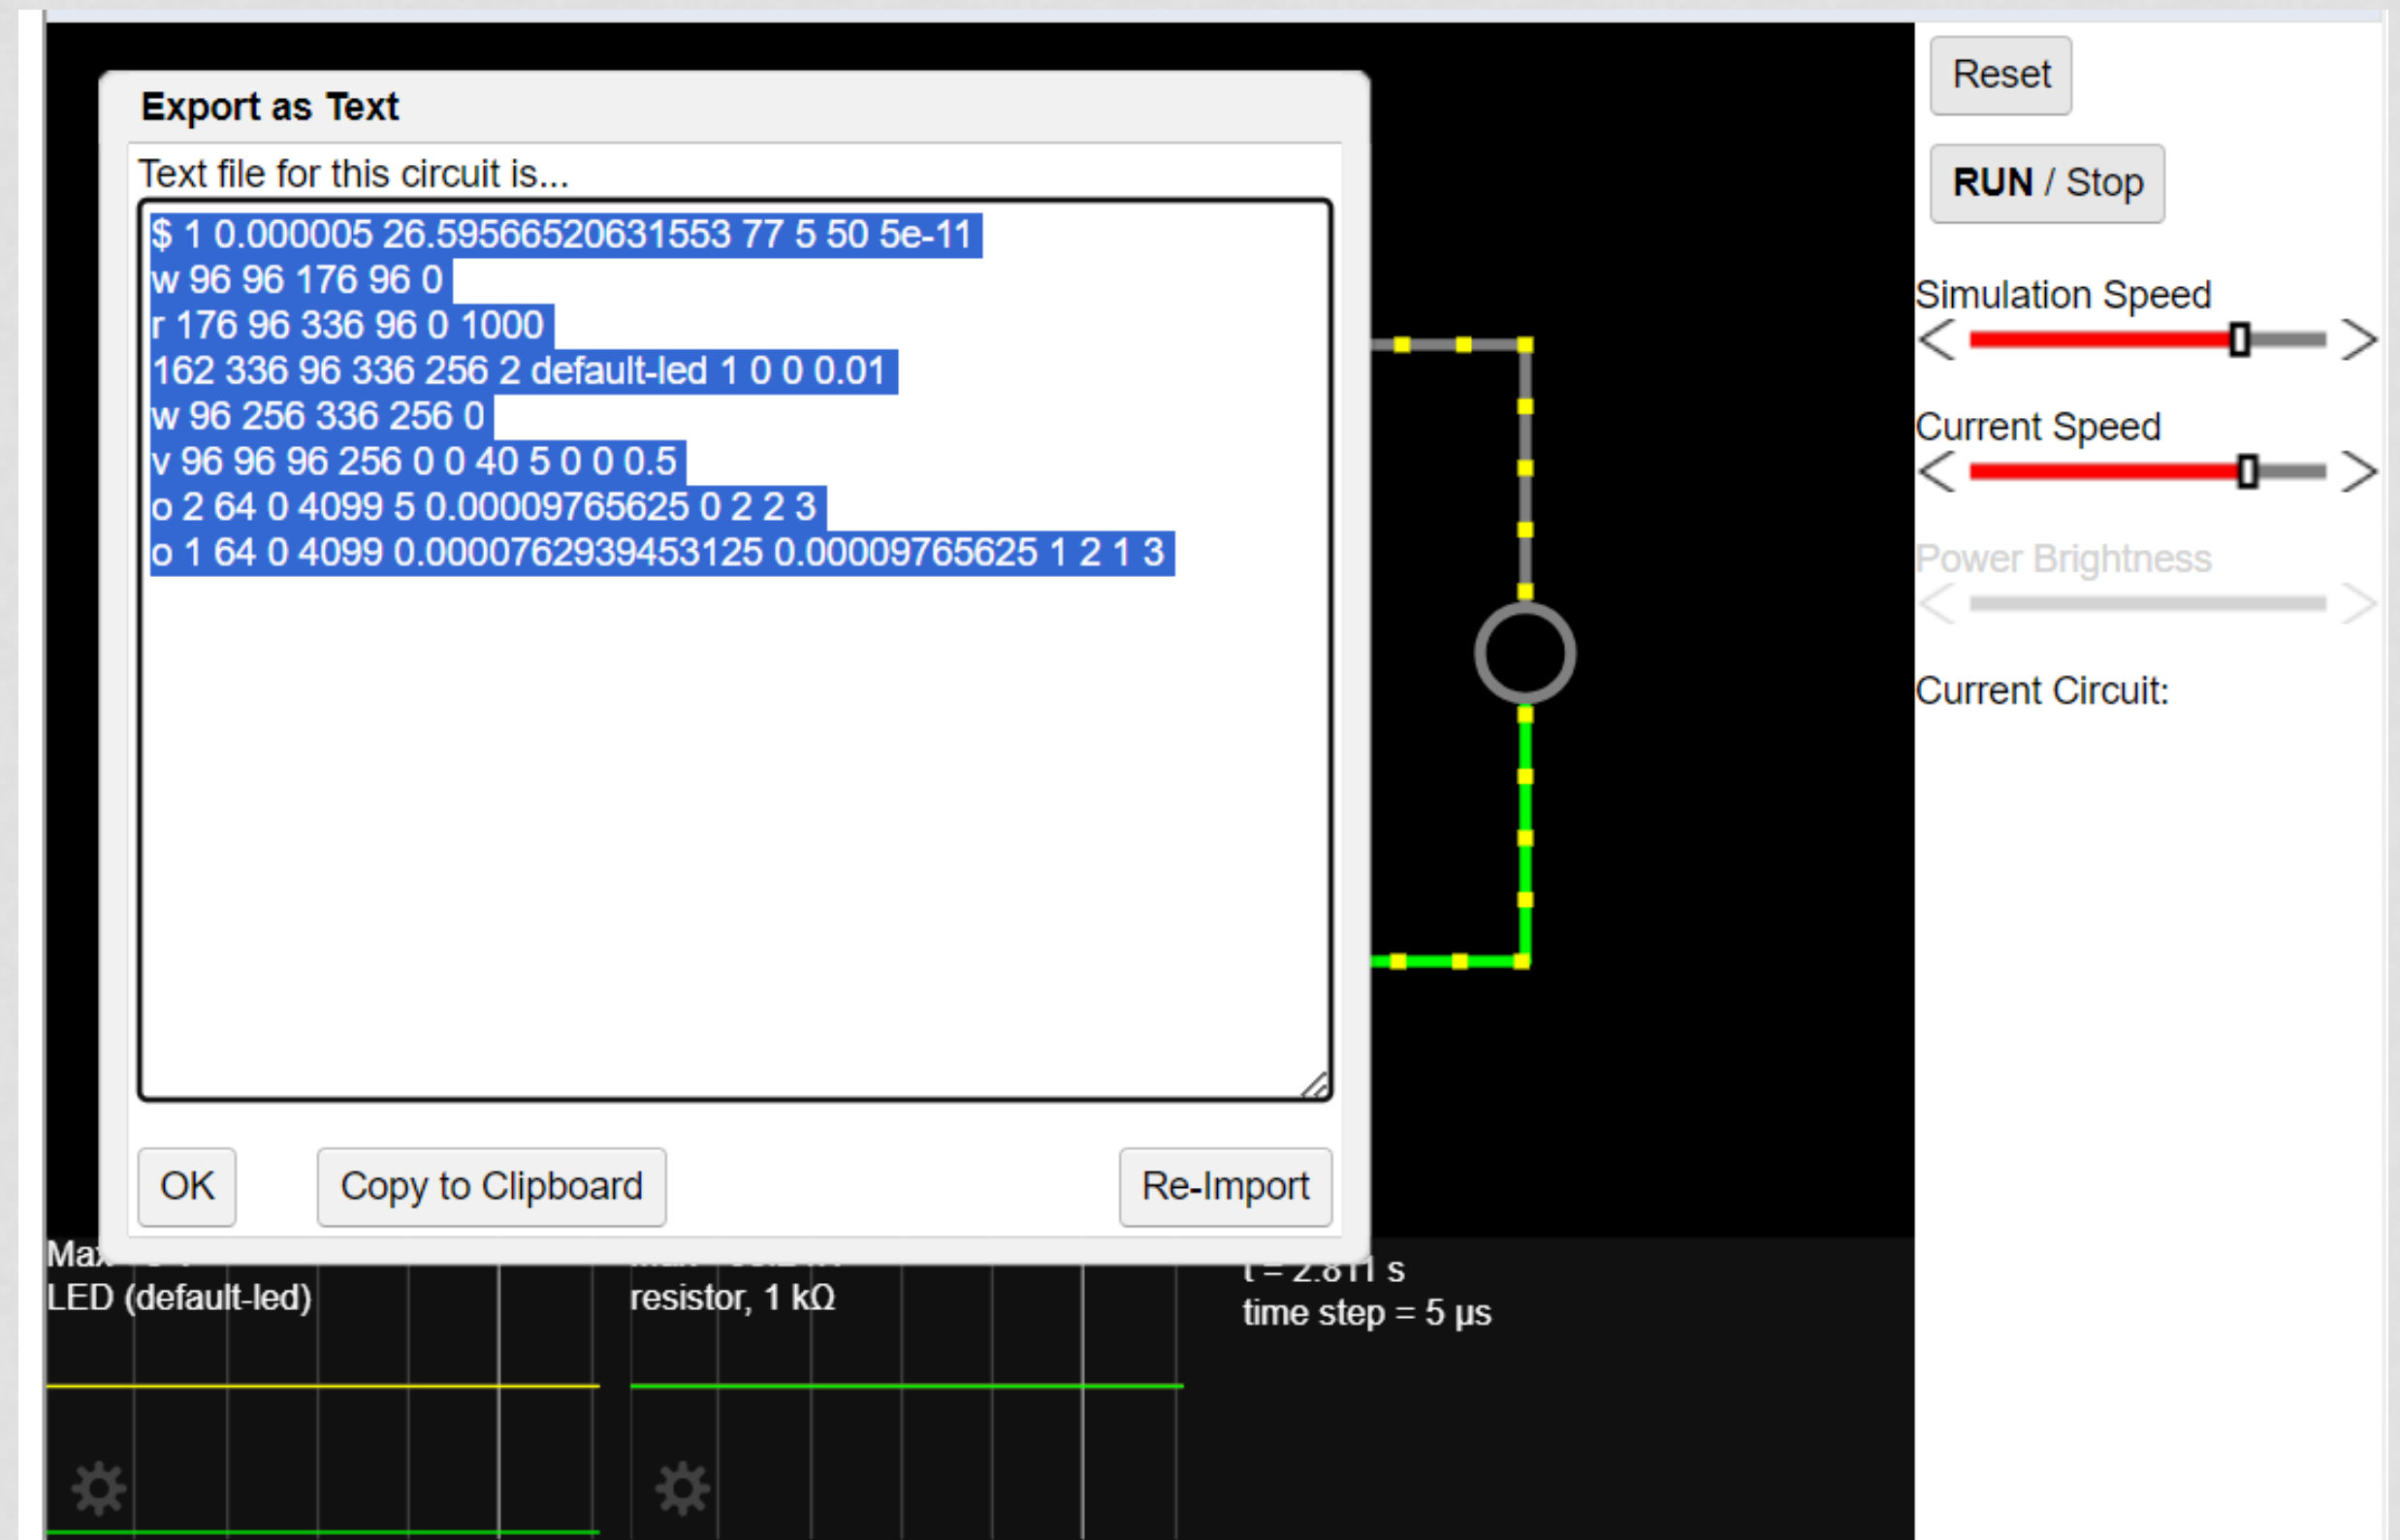 Export as Text
Text file for this circuit is...
$ 1 0.000005 26.59566520631553 77 5 50 5e-11
w 96 96 176 96 0
r 176 96 336 96 0 1000
162 336 96 336 256 2 default-led 1 0 0 0.01
w 96 256 336 256 0
v 96 96 96 256 0 0 40 5 0 0 0.5
o 2 64 0 4099 5 0.00009765625 0 2 2 3
o 1 64 0 4099 0.0000762939453125 0.00009765625 1 2 1 3
OK
Copy to Clipboard
Re-Import
Reset
RUN / Stop
Simulation Speed
Current Speed
Power Brightness
Current Circuit:
Max
LED (default-led)
resistor, 1 kΩ
t = 2.811 s
time step = 5 µs